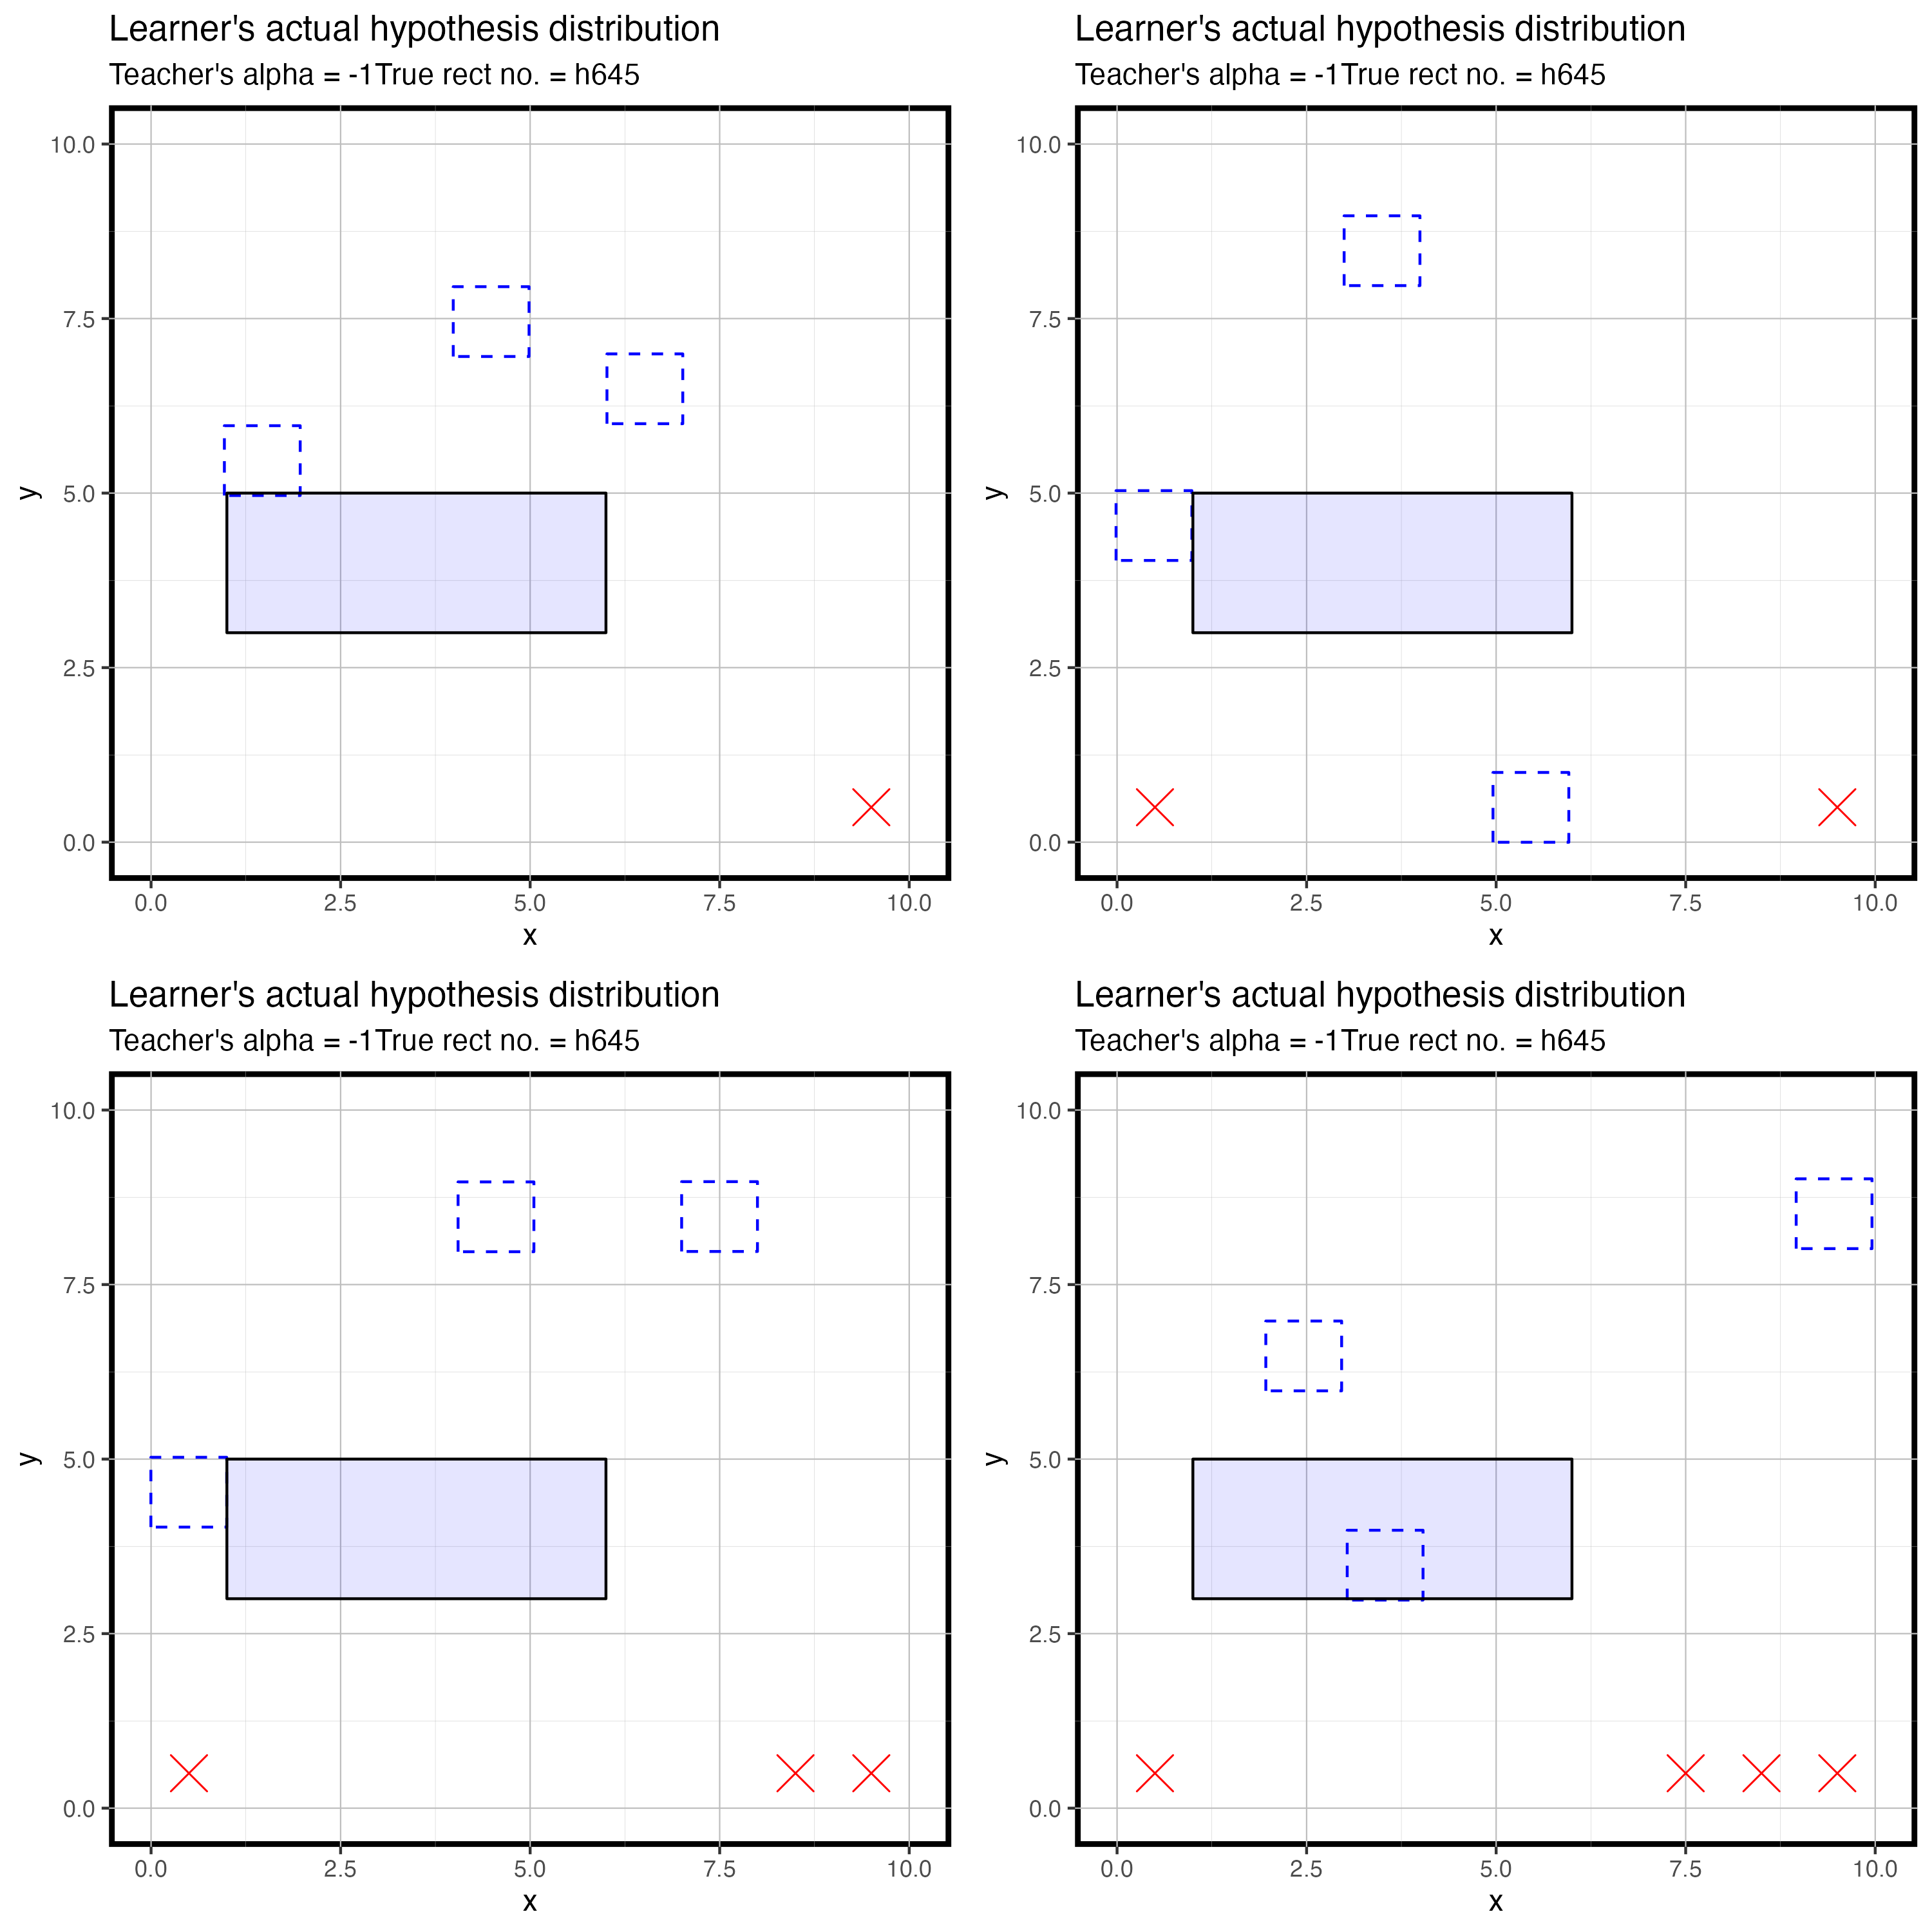 Learner's actual hypothesis distribution
Teacher's alpha = -1True rect no. = h645
10.0
7.5
5.0
2.5
0.0
y
0.0 2.5 5.0 7.5 10.0
x
Learner's actual hypothesis distribution
Teacher's alpha = -1True rect no. = h645
10.0
7.5
5.0
2.5
0.0
y
0.0 2.5 5.0 7.5 10.0
x
Learner's actual hypothesis distribution
Teacher's alpha = -1True rect no. = h645
10.0
7.5
5.0
2.5
0.0
y
0.0 2.5 5.0 7.5 10.0
x
Learner's actual hypothesis distribution
Teacher's alpha = -1True rect no. = h645
10.0
7.5
5.0
2.5
0.0
y
0.0 2.5 5.0 7.5 10.0
x